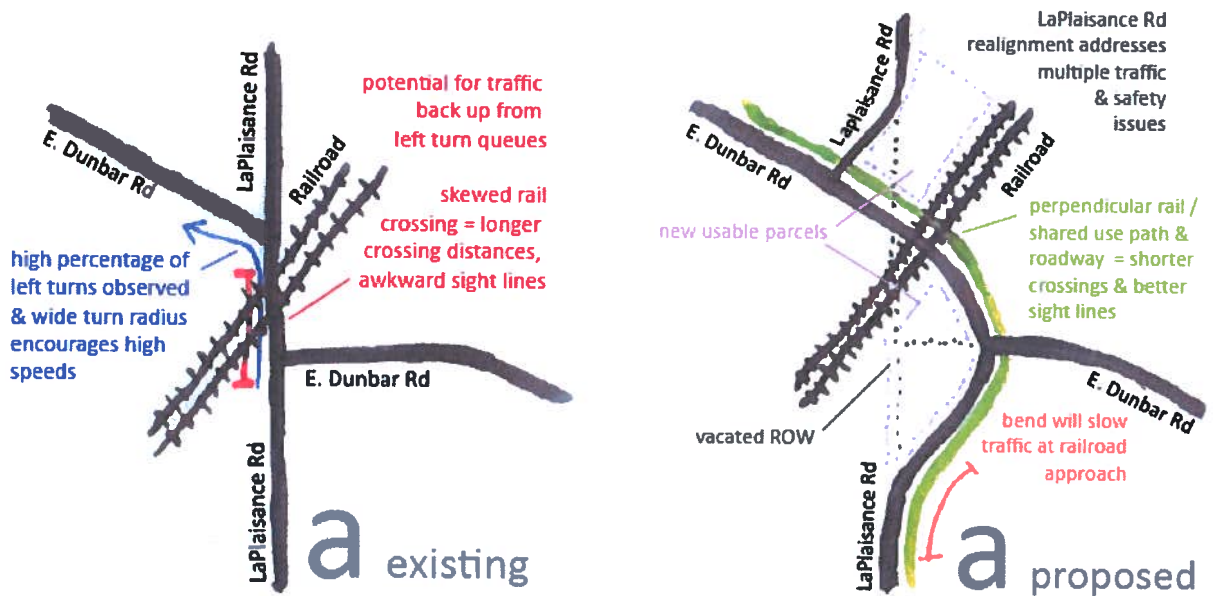 LaPlaisance Rd
E. Dunbar Rd
Railroad
potential for traffic
back up from
left turn queues
skewed rail
crossing = longer
crossing distances,
awkward sight lines
high percentage of
left turns observed
& wide turn radius
encourages high
speeds
E. Dunbar Rd
LaPlaisance Rd
a existing
Laplaisance Rd
E. Dunbar Rd
LaPlaisance Rd
realignment addresses
multiple traffic
& safety
issues
Railroad
new usable parcels
perpendicular rail /
shared use path &
roadway = shorter
crossings & better
sight lines
E. Dunbar Rd
vacated ROW
bend will slow
traffic at railroad
approach
LaPlaisance Rd
a proposed